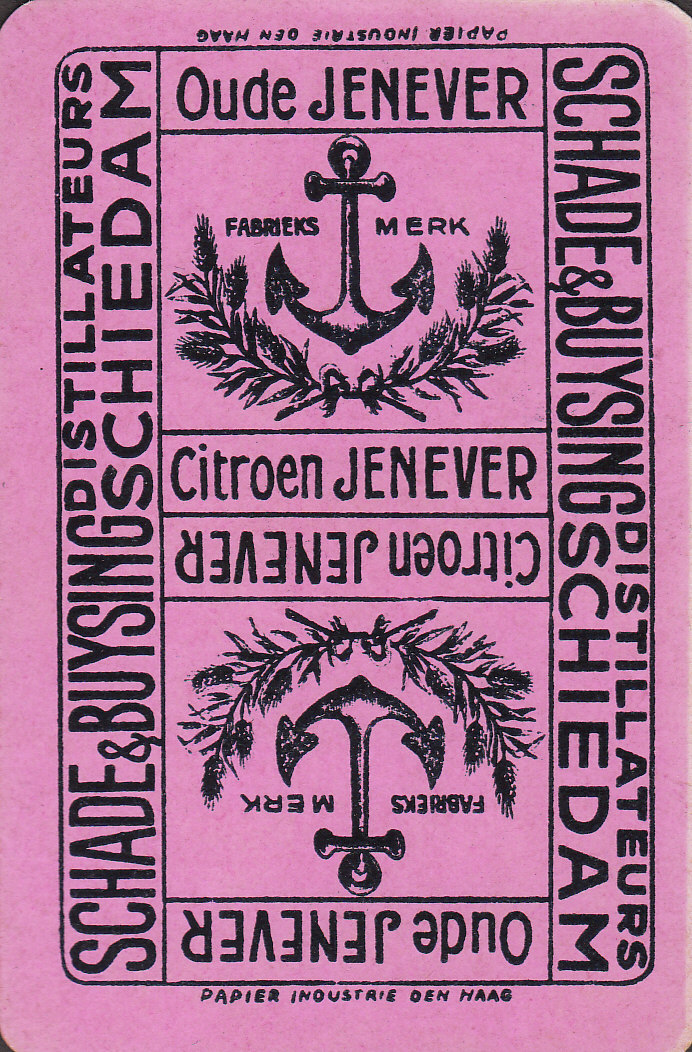 PAPIER INDUSTRIE DEN HAAG
Oude JENEVER
FABRIEKS MERK
Citroen JENEVER
Citroen JENEVER
FABRIEKS MERK
Oude JENEVER
PAPIER INDUSTRIE DEN HAAG
SCHADE & BUYSING DISTILLATEURS SCHIEDAM
SCHADE & BUYSING DISTILLATEURS SCHIEDAM